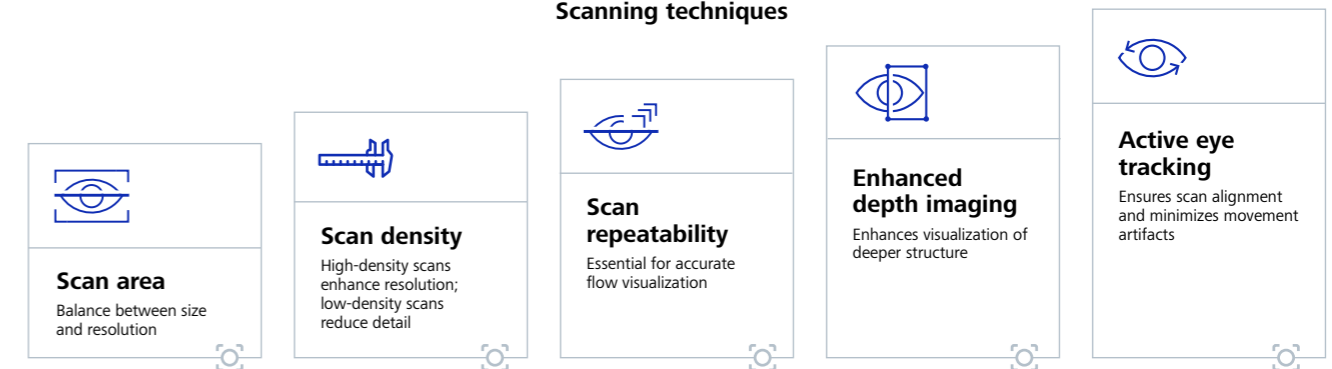 Scanning techniques
Scan area
Balance between size
and resolution
Scan density
High-density scans
enhance resolution;
low-density scans
reduce detail
Scan
repeatability
Essential for accurate
flow visualization
Enhanced
depth imaging
Enhances visualization of
deeper structure
Active eye
tracking
Ensures scan alignment
and minimizes movement
artifacts